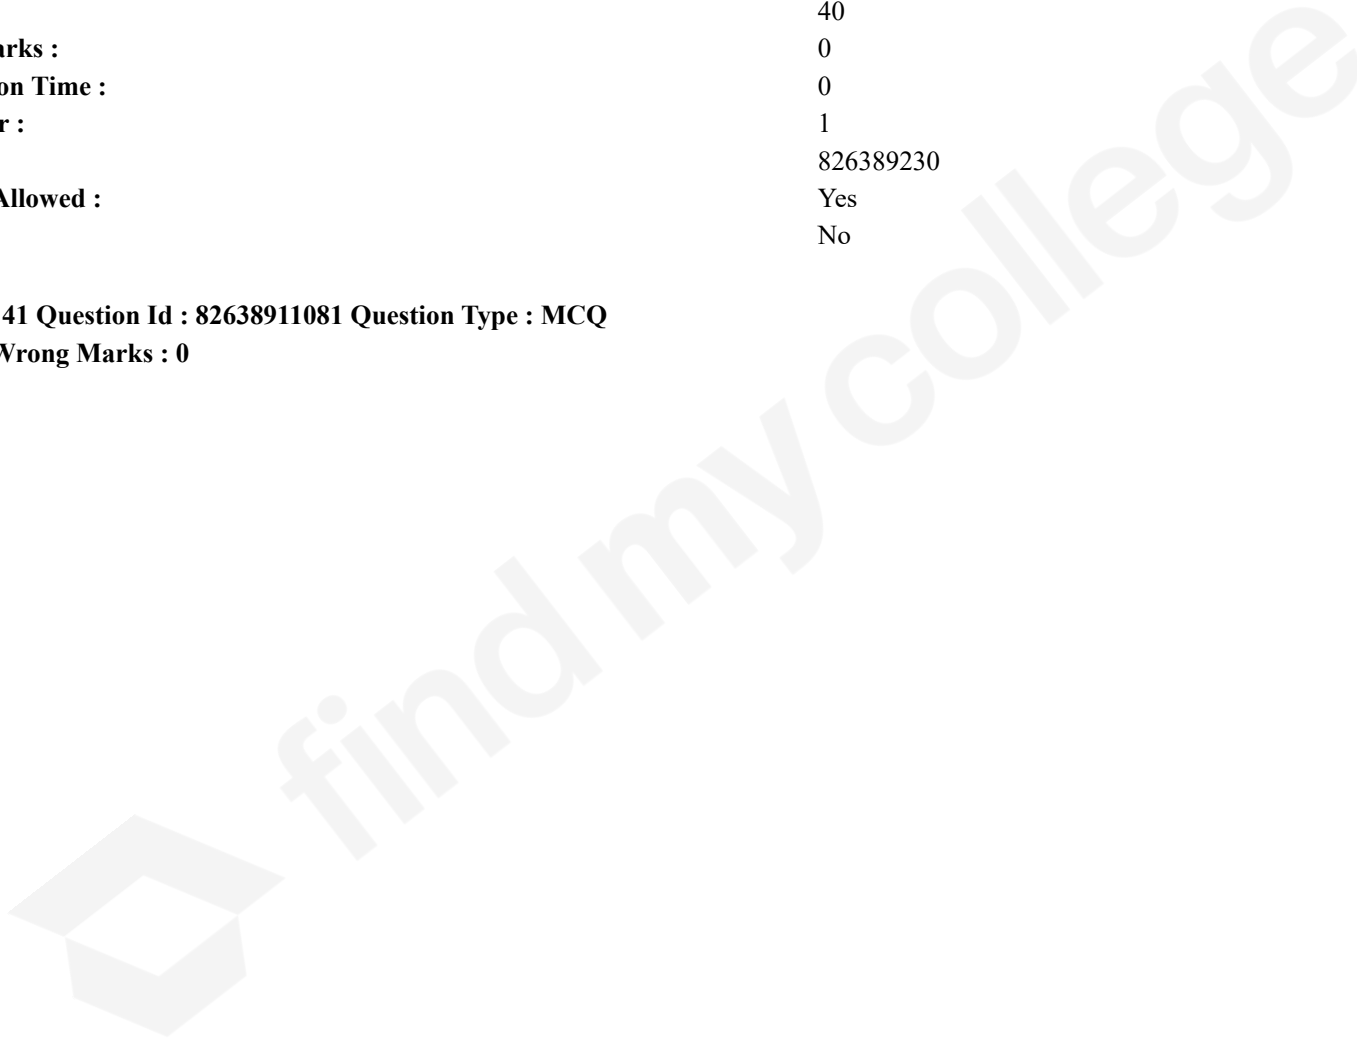 40
arks : 0
on Time : 0
r : 1
826389230
Allowed : Yes
No
41 Question Id : 82638911081 Question Type : MCQ
Wrong Marks : 0
find my college